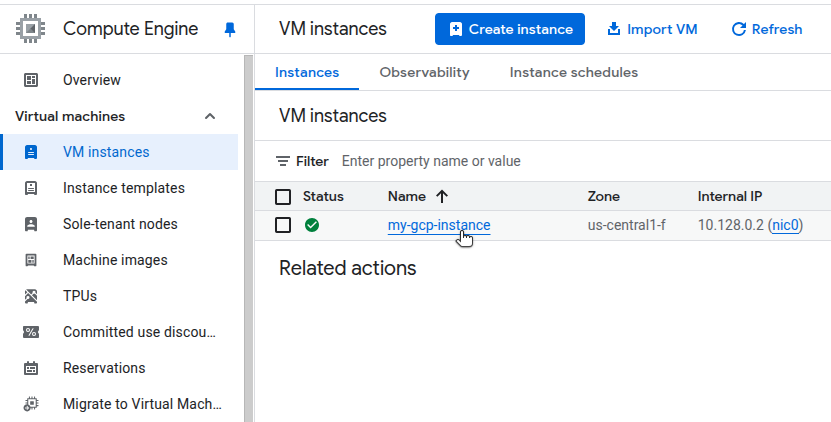 Compute Engine
Overview
Virtual machines
VM instances
Instance templates
Sole-tenant nodes
Machine images
TPUs
Committed use discou...
Reservations
Migrate to Virtual Mach...
VM instances
Create instance
Import VM
Refresh
Instances Observability Instance schedules
VM instances
Filter Enter property name or value
Status Name Zone Internal IP
my-gcp-instance us-central1-f 10.128.0.2 (nic0)
Related actions